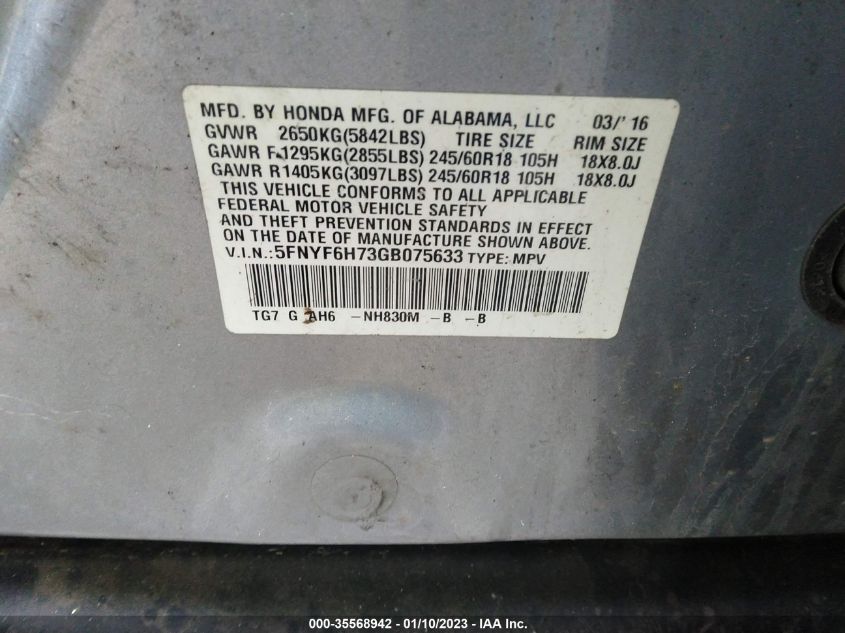 MFD. BY HONDA MFG. OF ALABAMA, LLC 03/' 16
GVWR 2650KG(5842LBS) TIRE SIZE RIM SIZE
GAWR F 1295KG(2855LBS) 245/60R18 105H 18X8.0J
GAWR R1405KG(3097LBS) 245/60R18 105H 18X8.0J
THIS VEHICLE CONFORMS TO ALL APPLICABLE
FEDERAL MOTOR VEHICLE SAFETY
AND THEFT PREVENTION STANDARDS IN EFFECT
ON THE DATE OF MANUFACTURE SHOWN ABOVE.
V.I.N.:5FNYF6H73GB075633 TYPE: MPV
TG7 G AH6 -NH830M -B -B
000-35568942 - 01/10/2023 - IAA Inc.